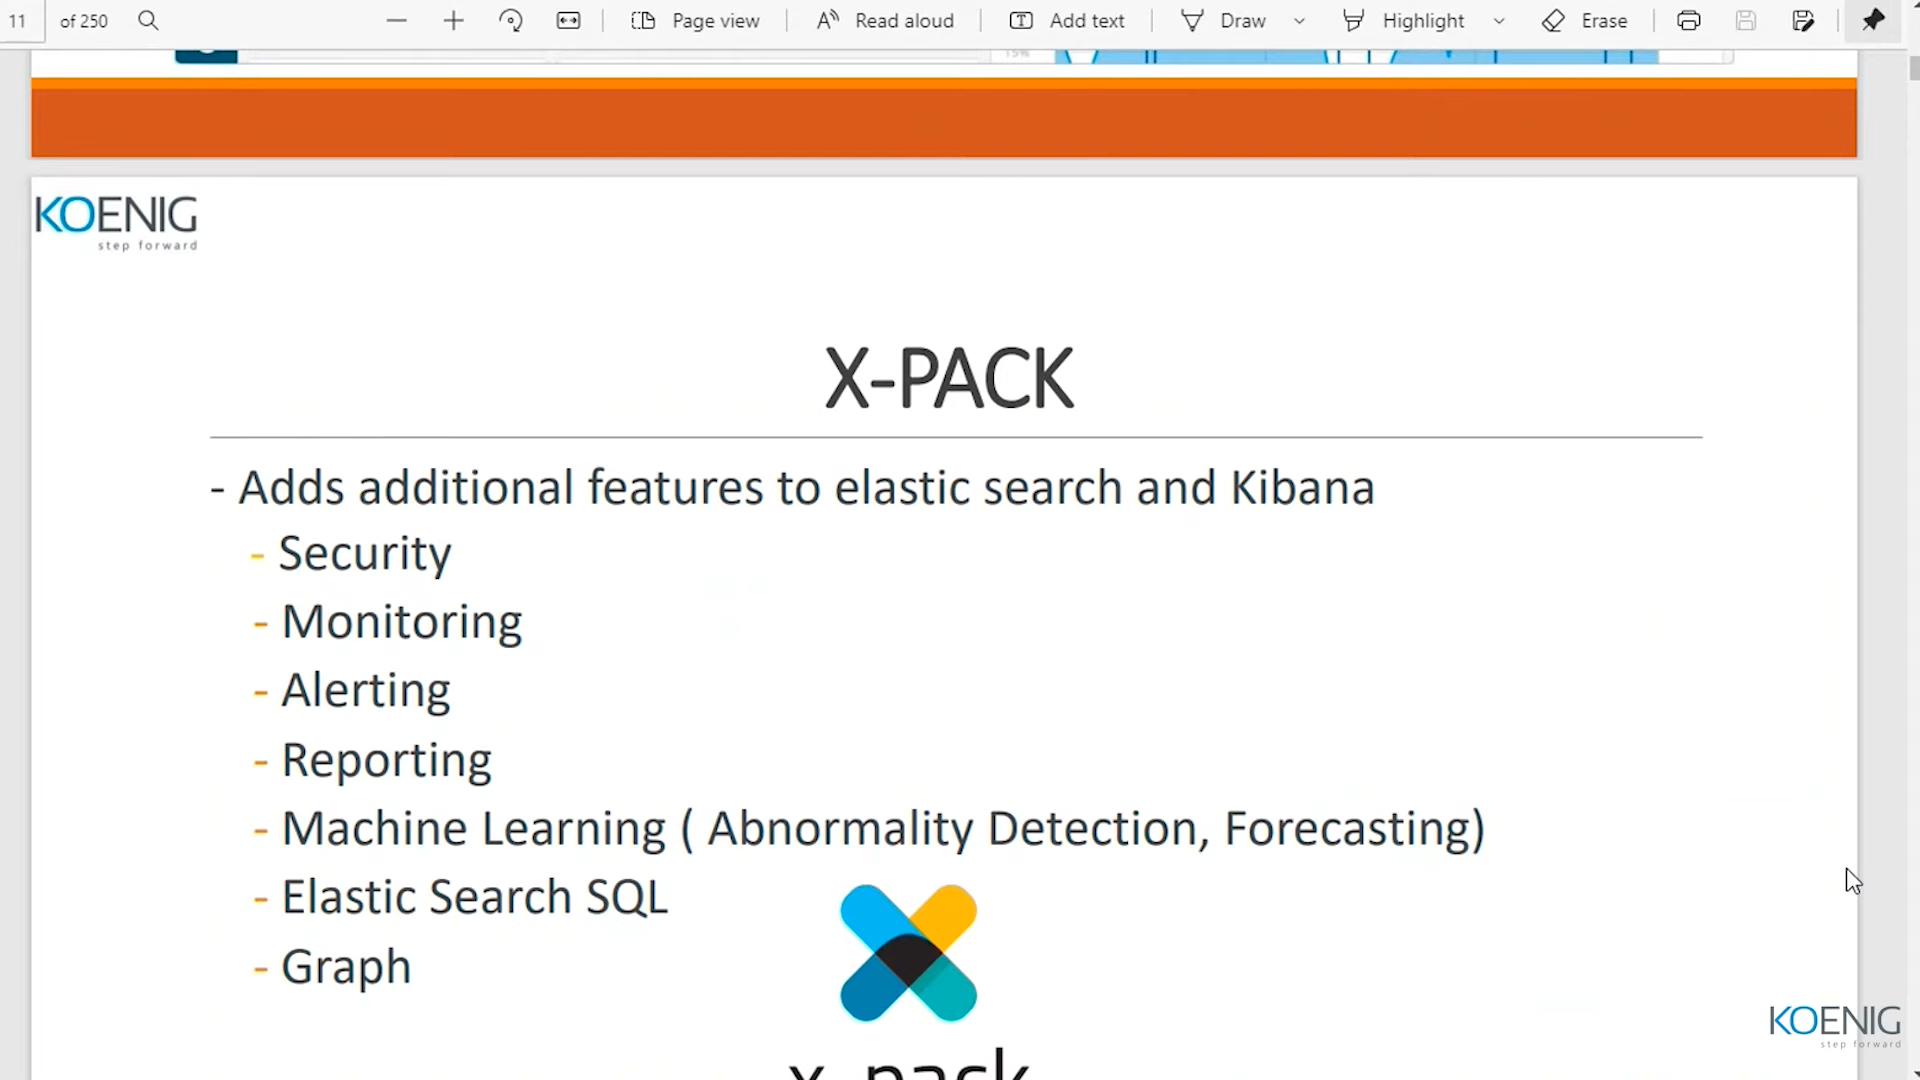 11 of 250 Page view Read aloud Add text Draw Highlight Erase
15%
KOENIG
step forward
X-PACK
- Adds additional features to elastic search and Kibana
- Security
- Monitoring
- Alerting
- Reporting
- Machine Learning ( Abnormality Detection, Forecasting)
- Elastic Search SQL
- Graph
x-pack
KOENIG
step forward